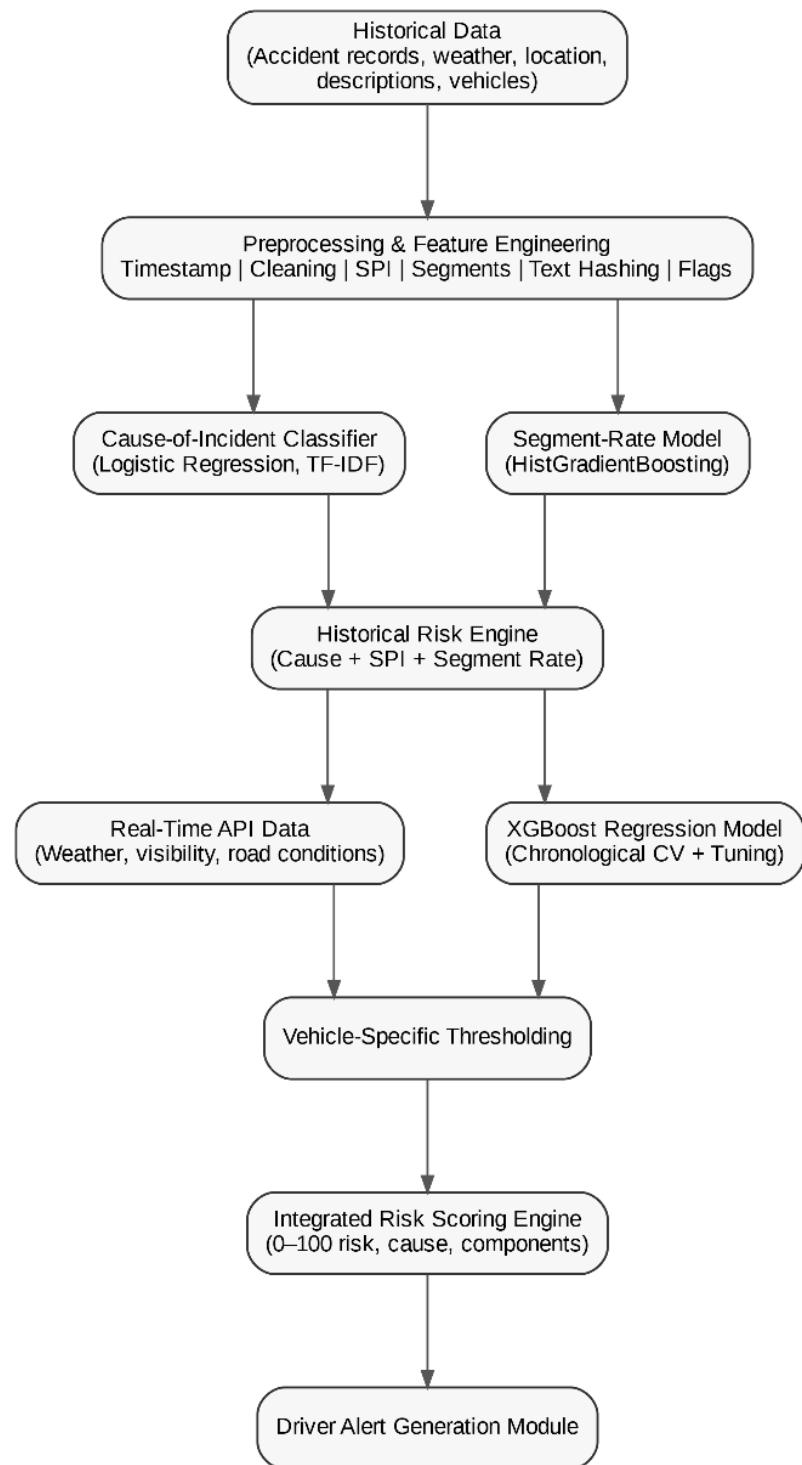 Historical Data
(Accident records, weather, location,
descriptions, vehicles)
Preprocessing & Feature Engineering
Timestamp | Cleaning | SPI | Segments | Text Hashing | Flags
Cause-of-Incident Classifier
(Logistic Regression, TF-IDF)
Segment-Rate Model
(HistGradientBoosting)
Historical Risk Engine
(Cause + SPI + Segment Rate)
Real-Time API Data
(Weather, visibility, road conditions)
XGBoost Regression Model
(Chronological CV + Tuning)
Vehicle-Specific Thresholding
Integrated Risk Scoring Engine
(0–100 risk, cause, components)
Driver Alert Generation Module